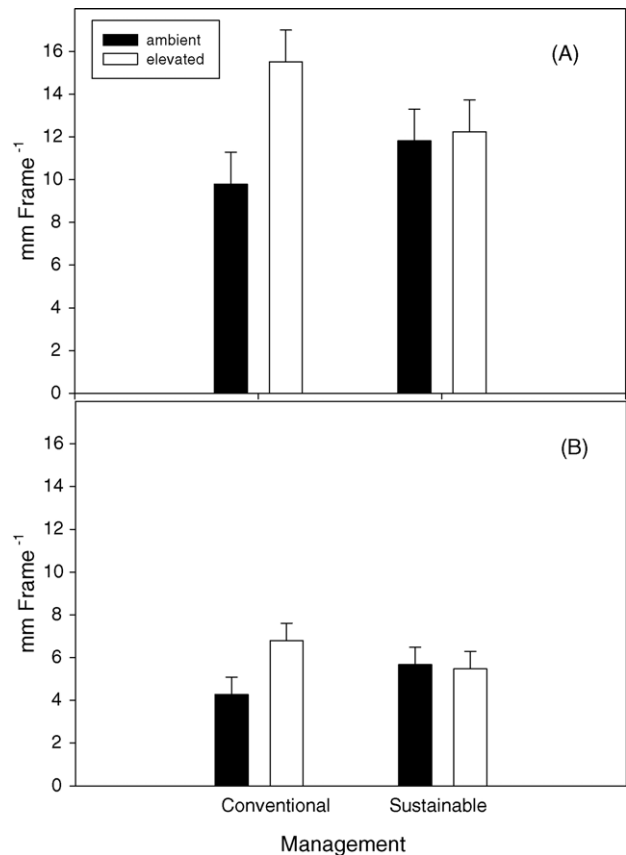 ambient
elevated
(A)
16
14
12
10
8
6
4
2
0
mm Frame⁻¹
(B)
16
14
12
10
8
6
4
2
0
mm Frame⁻¹
Conventional Sustainable
Management